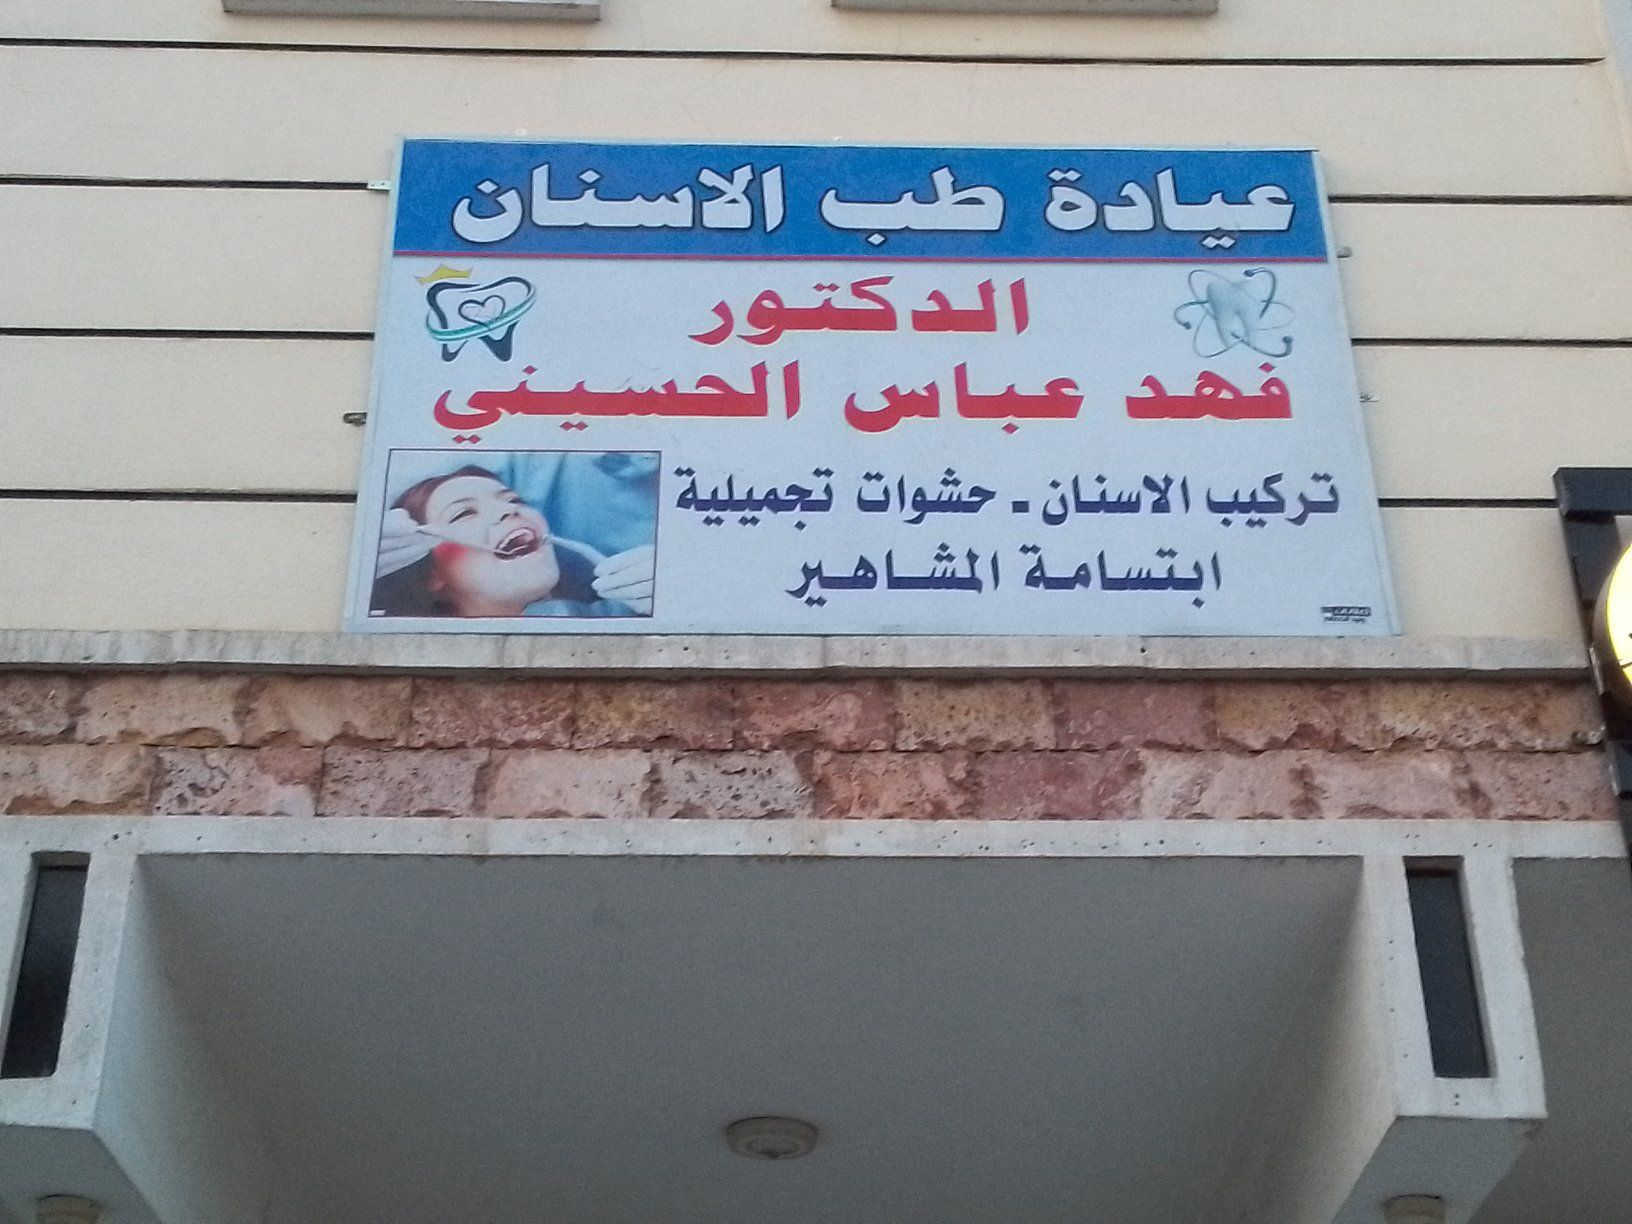 عيادة طب الاسنان
الدكتور
فهد عباس الحسيني
تركيب الاسنان - حشوات تجميلية
ابتسامة المشاهير